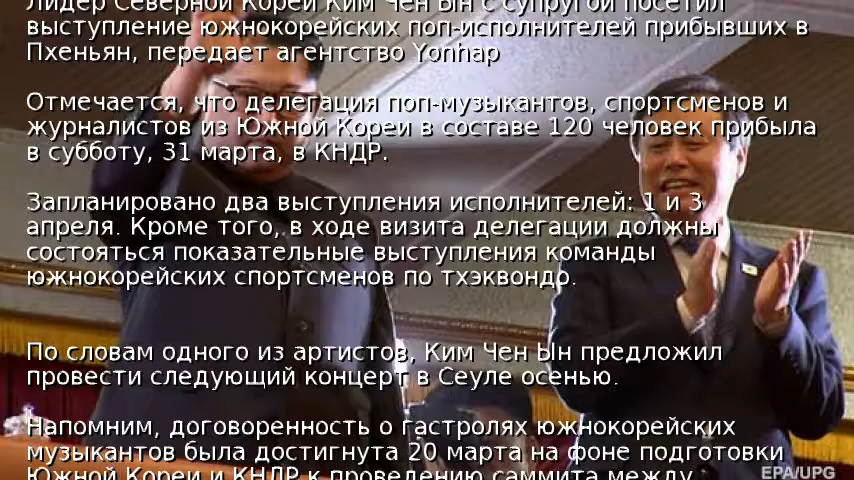 Лидер Северной Кореи Ким Чен Ын с супругой посетил
выступление южнокорейских поп-исполнителей прибывших в
Пхеньян, передает агентство Yonhap
Отмечается, что делегация поп-музыкантов, спортсменов и
журналистов из Южной Кореи в составе 120 человек прибыла
в субботу, 31 марта, в КНДР.
Запланировано два выступления исполнителей: 1 и 3
апреля. Кроме того, в ходе визита делегации должны
состояться показательные выступления команды
южнокорейских спортсменов по тхэквондо.
По словам одного из артистов, Ким Чен Ын предложил
провести следующий концерт в Сеуле осенью.
Напомним, договоренность о гастролях южнокорейских
музыкантов была достигнута 20 марта на фоне подготовки
Южной Кореи и КНДР к проведению саммита между
EPA/UPG